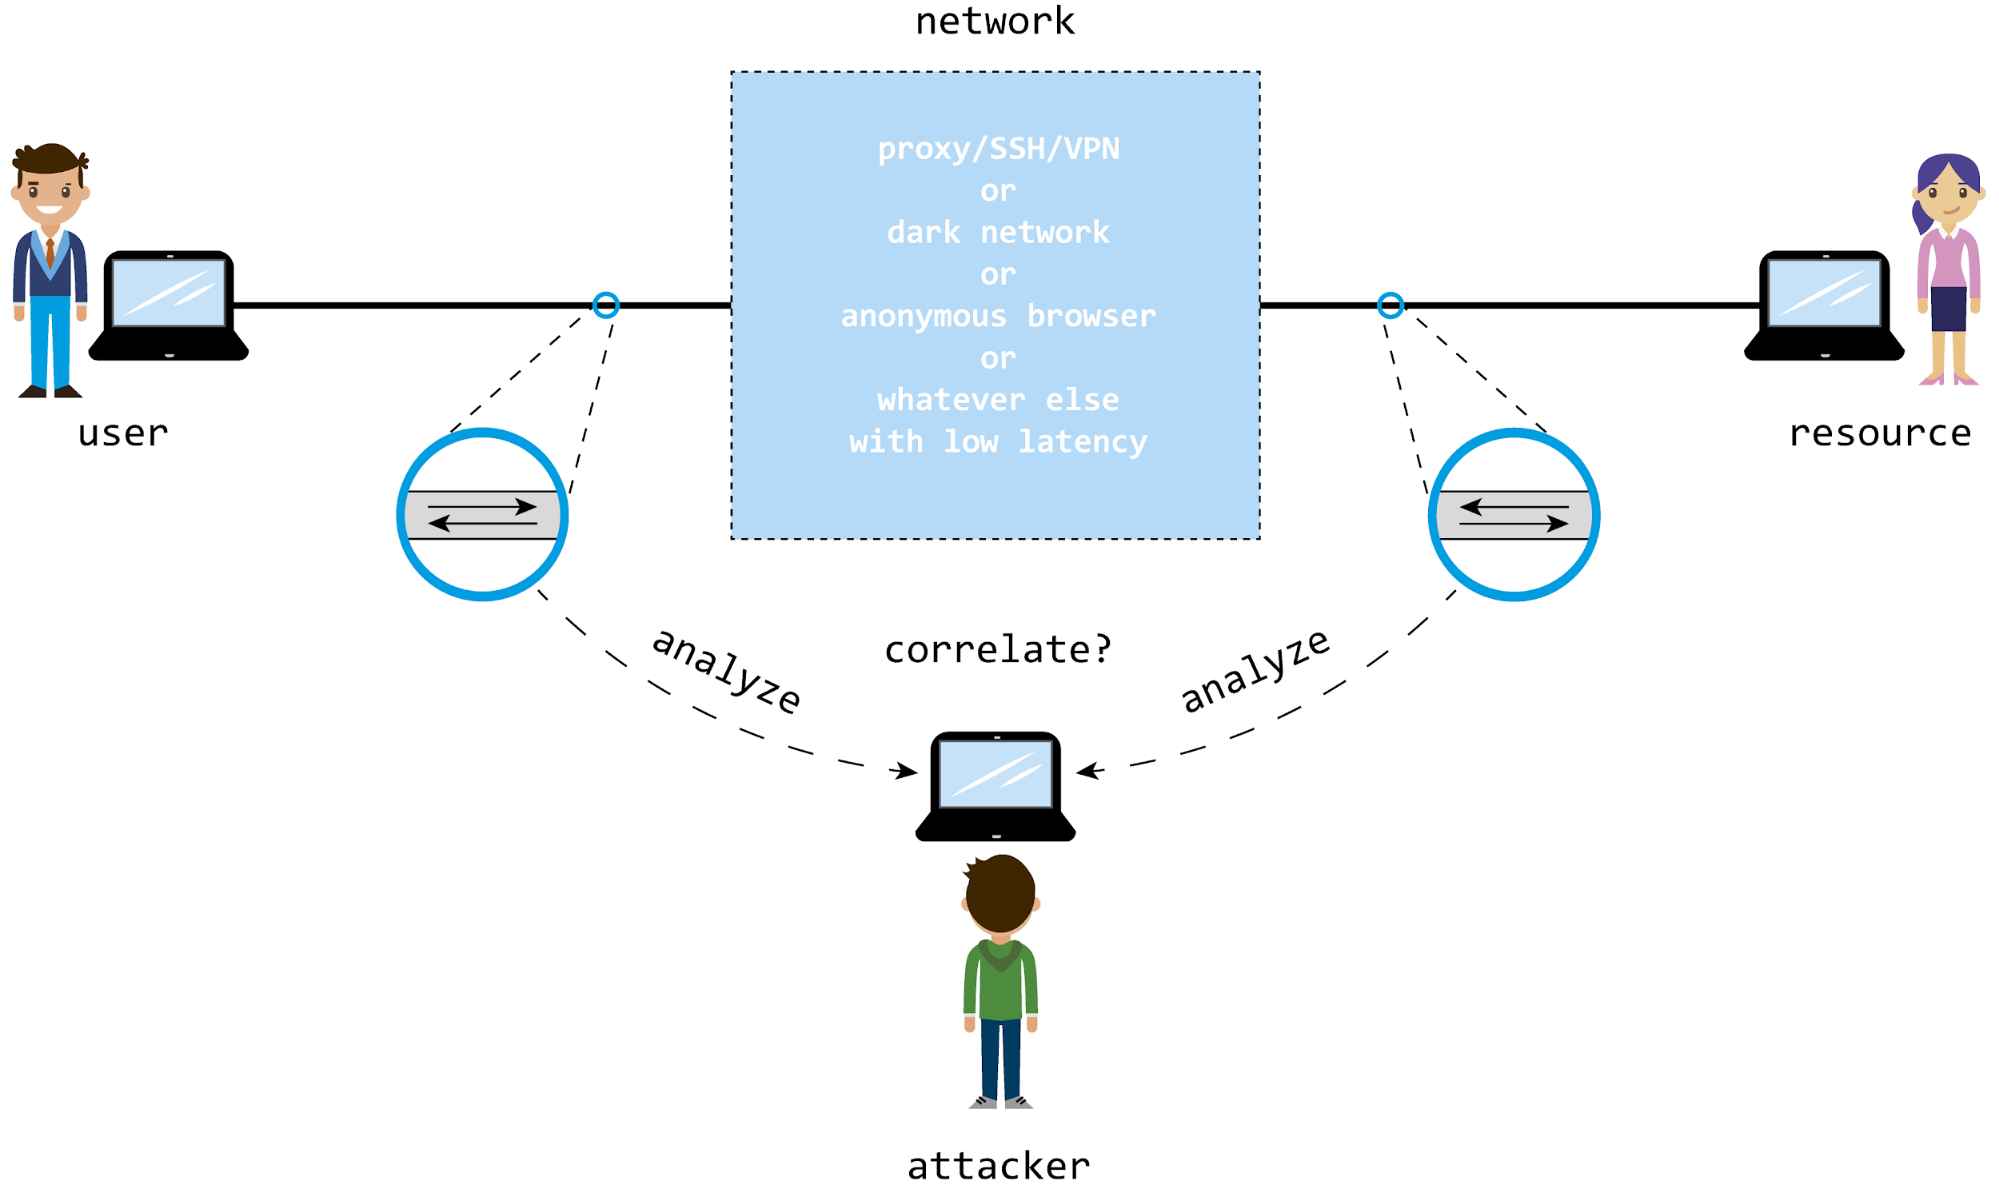 network
proxy/SSH/VPN
or
dark network
or
anonymous browser
or
whatever else
with low latency
user
resource
analyze
correlate?
analyze
attacker